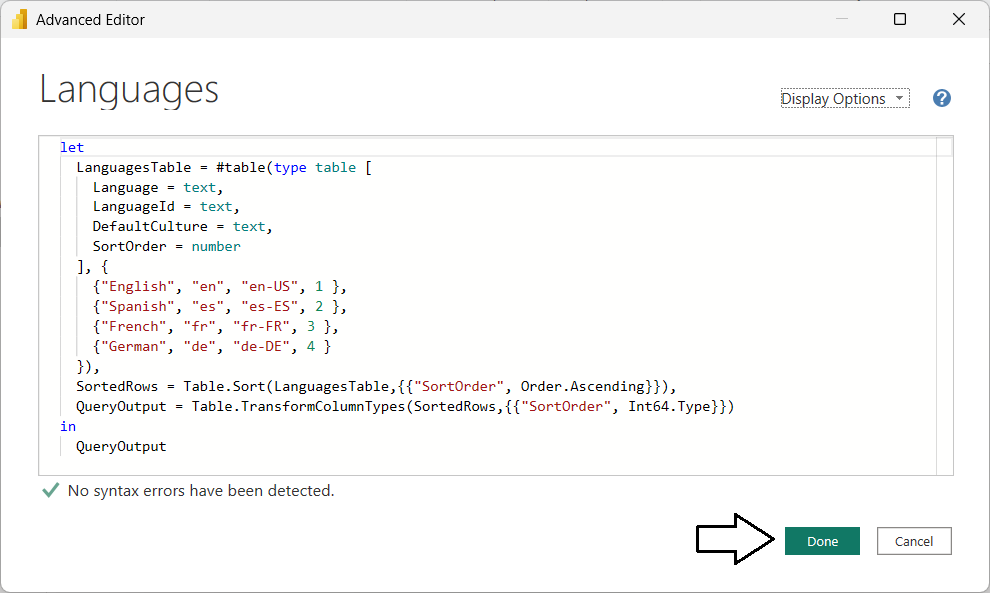 Advanced Editor
Languages
Display Options
?
let
LanguagesTable = #table(type table [
Language = text,
LanguageId = text,
DefaultCulture = text,
SortOrder = number
], {
{"English", "en", "en-US", 1 },
{"Spanish", "es", "es-ES", 2 },
{"French", "fr", "fr-FR", 3 },
{"German", "de", "de-DE", 4 }
}),
SortedRows = Table.Sort(LanguagesTable,{{"SortOrder", Order.Ascending}}),
QueryOutput = Table.TransformColumnTypes(SortedRows,{{"SortOrder", Int64.Type}})
in
QueryOutput
No syntax errors have been detected.
Done
Cancel